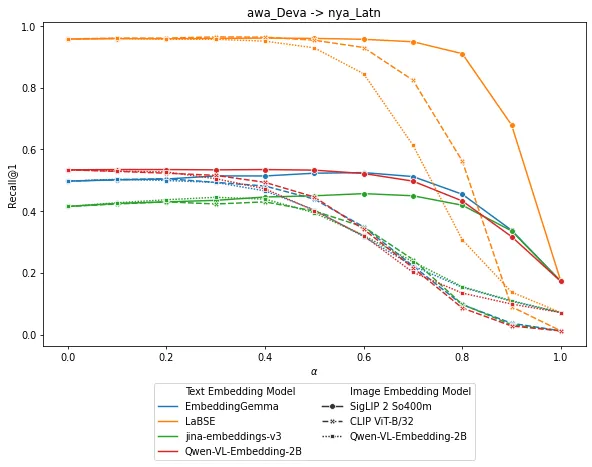 awa_Deva -> nya_Latn
1.0
0.8
0.6
0.4
0.2
0.0
Recall@1
0.0 0.2 0.4 0.6 0.8 1.0
α
Text Embedding Model Image Embedding Model
EmbeddingGemma SigLIP 2 So400m
LaBSE CLIP ViT-B/32
jina-embeddings-v3 Qwen-VL-Embedding-2B
Qwen-VL-Embedding-2B